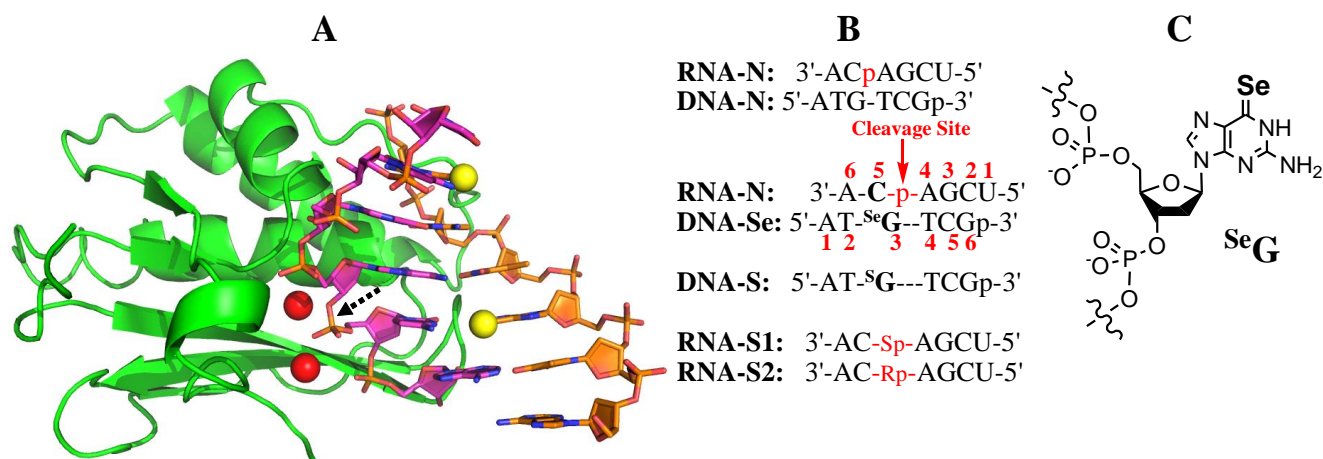 A
B
C
RNA-N: 3'-ACpAGCU-5'
DNA-N: 5'-ATG-TCGp-3'
Cleavage Site
6 5 4 3 2 1
RNA-N: 3'-A-C-p-AGCU-5'
DNA-Se: 5'-AT-SeG--TCGp-3'
1 2 3 4 5 6
DNA-S: 5'-AT-SG---TCGp-3'
RNA-S1: 3'-AC-Sp-AGCU-5'
RNA-S2: 3'-AC-Rp-AGCU-5'
Se
O
N
NH
O
P
-O
O
N
N
NH2
O
O
O
P
-O
O
SeG